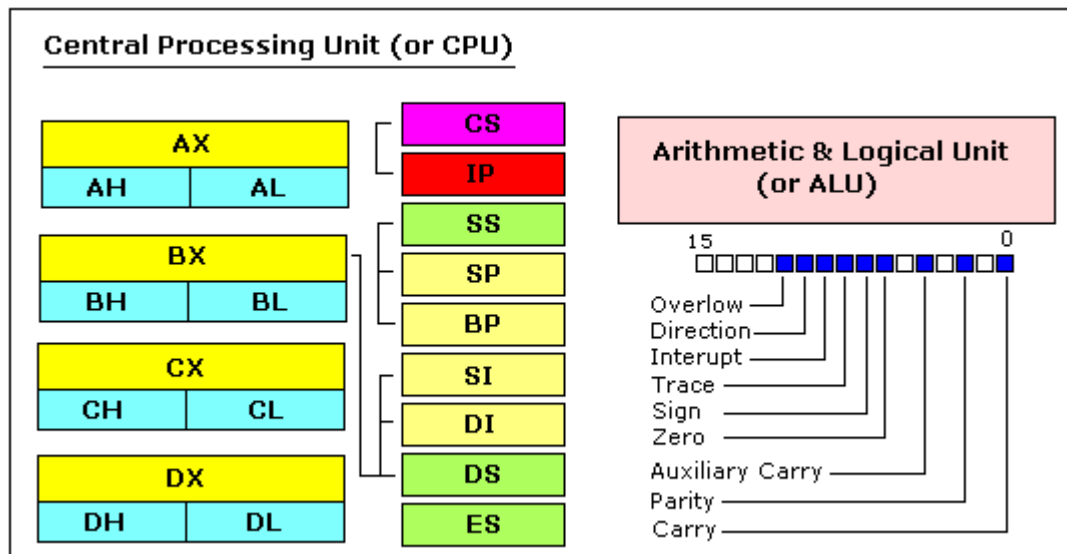 Central Processing Unit (or CPU)
AX
AH AL
BX
BH BL
CX
CH CL
DX
DH DL
CS
IP
SS
SP
BP
SI
DI
DS
ES
Arithmetic & Logical Unit
(or ALU)
15 0
Overlow
Direction
Interupt
Trace
Sign
Zero
Auxiliary Carry
Parity
Carry